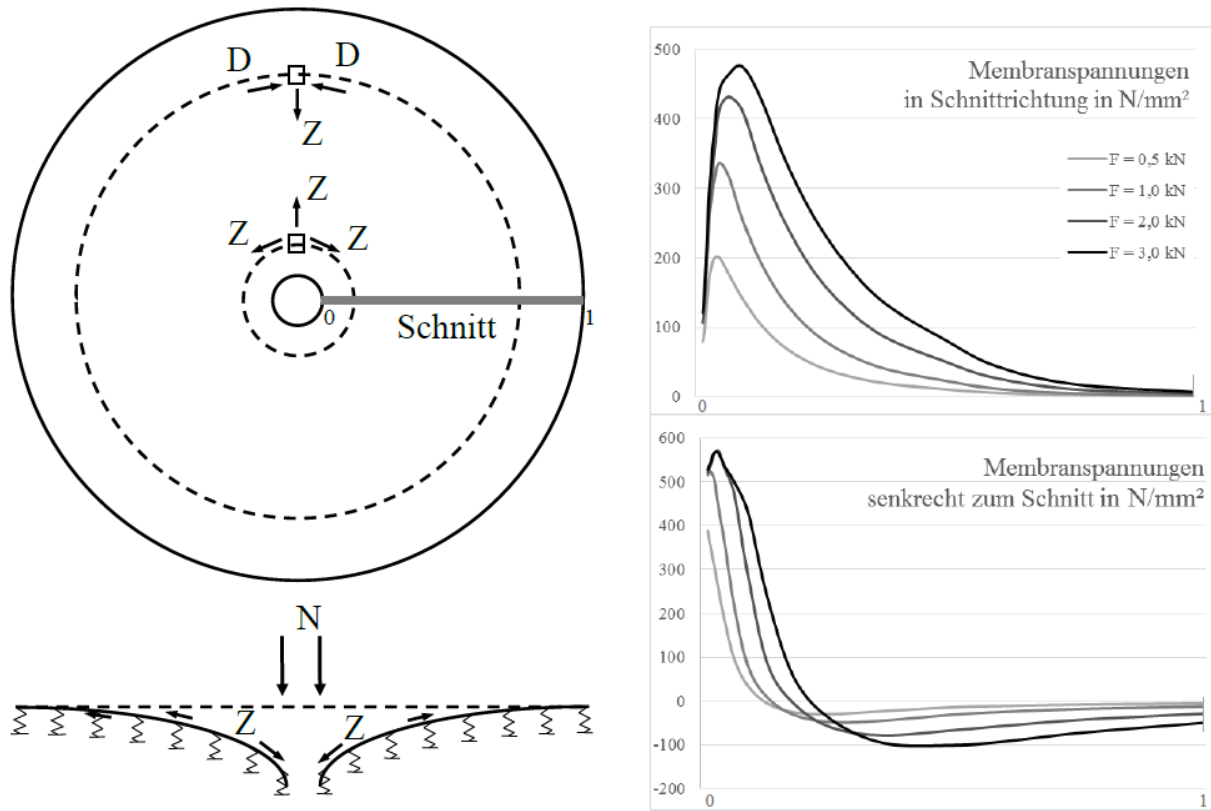 D D
Z
Z
Z Z
0 1
Schnitt
N
Z Z
500
400
300
200
100
0
Membranspannungen
in Schnittrichtung in N/mm²
F = 0,5 kN
F = 1,0 kN
F = 2,0 kN
F = 3,0 kN
0 1
600
500
400
300
200
100
0
-100
-200
Membranspannungen
senkrecht zum Schnitt in N/mm²
0 1